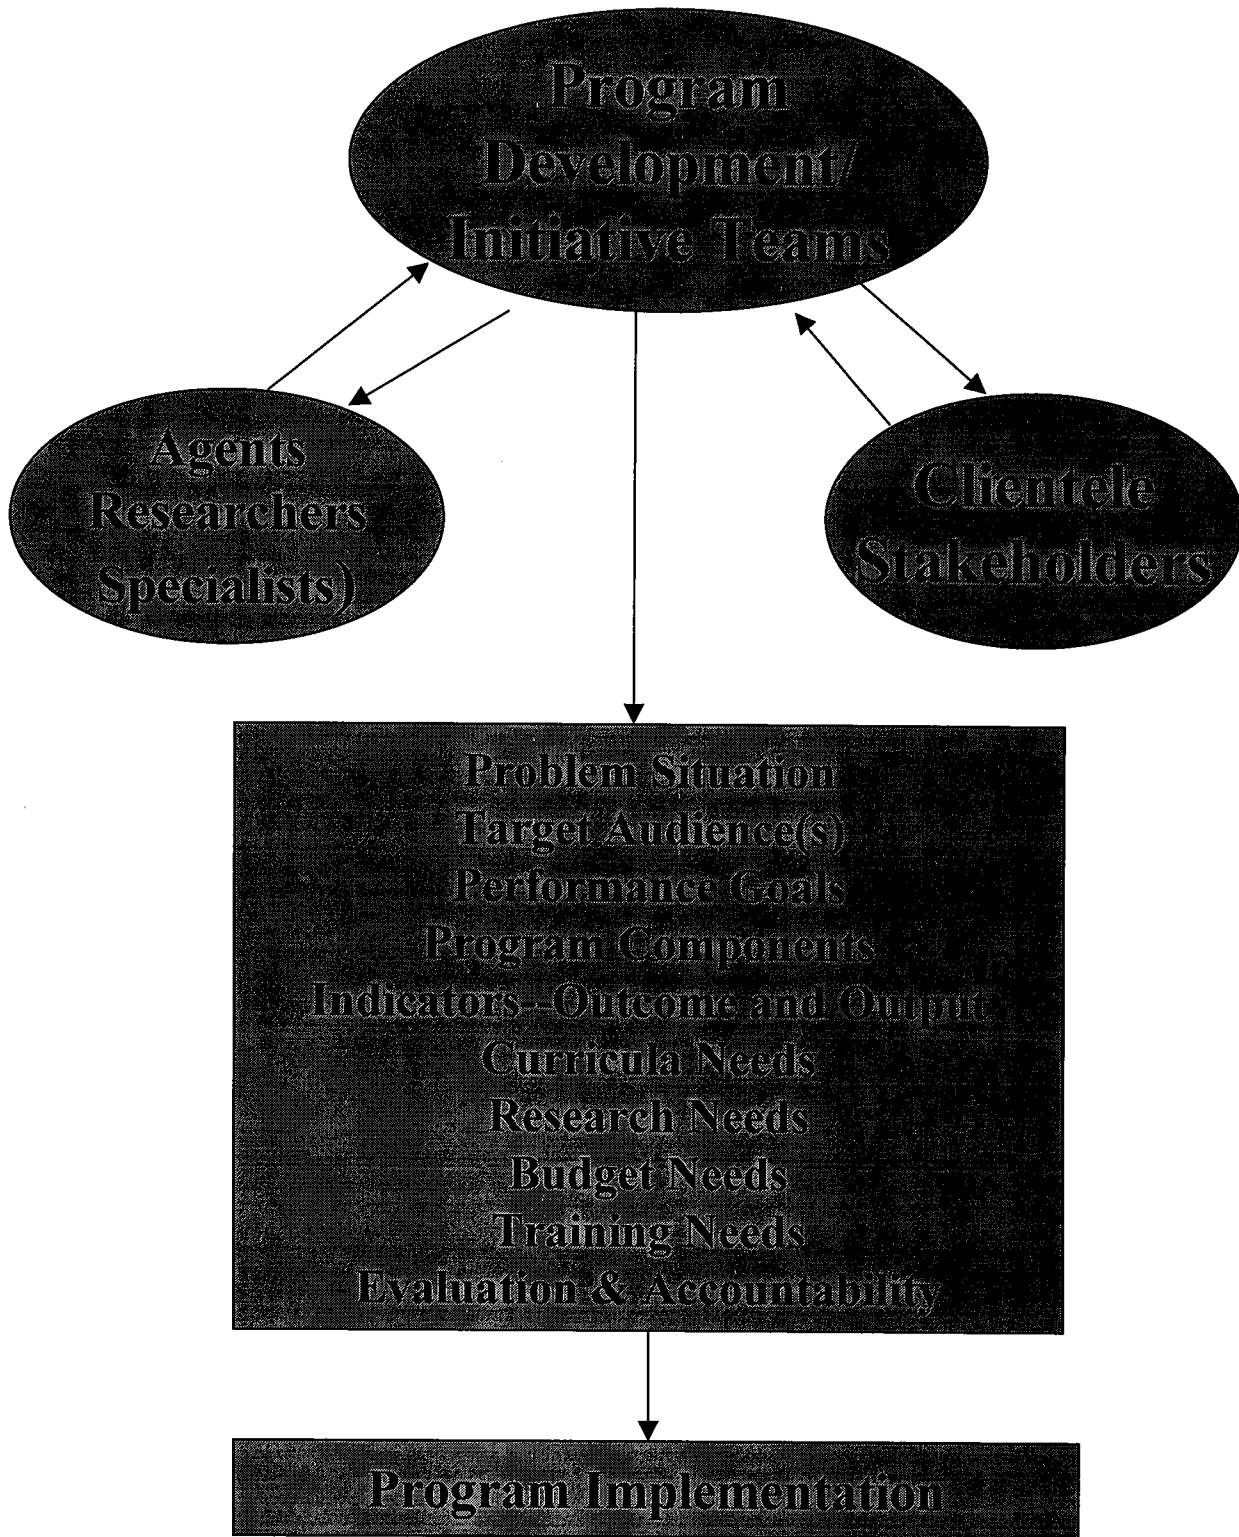 Program
Development/
Initiative Teams
Agents
Researchers
Specialists)
Clientele
Stakeholders
Problem Situation
Target Audience(s)
Performance Goals
Program Components
Indicators--Outcome and Output
Curricula Needs
Research Needs
Budget Needs
Training Needs
Evaluation & Accountability
Program Implementation